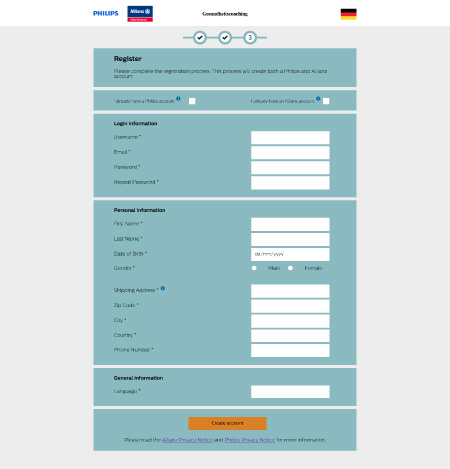 PHILIPS
Allianz
Gesundheitscoaching
3
Register
Please complete the registration process. This process will create both a Philips and Allianz
account
I already have a Philips account
I already have an Allianz account
Login Information
Username *
Email *
Password *
Repeat Password *
Personal Information
First Name *
Last Name *
Date of Birth *
dd/mm/yyyy
Gender *
Male
Female
Shipping Address *
Zip Code *
City *
Country *
Phone Number *
General Information
Language *
Create account
Please read the Allianz Privacy Notice and Philips Privacy Notice for more information